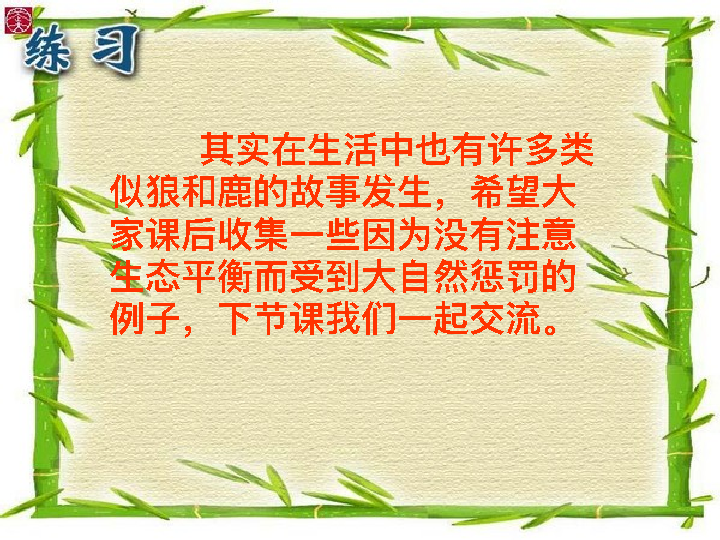 练习
其实在生活中也有许多类
似狼和鹿的故事发生，希望大
家课后收集一些因为没有注意
生态平衡而受到大自然惩罚的
例子，下节课我们一起交流。